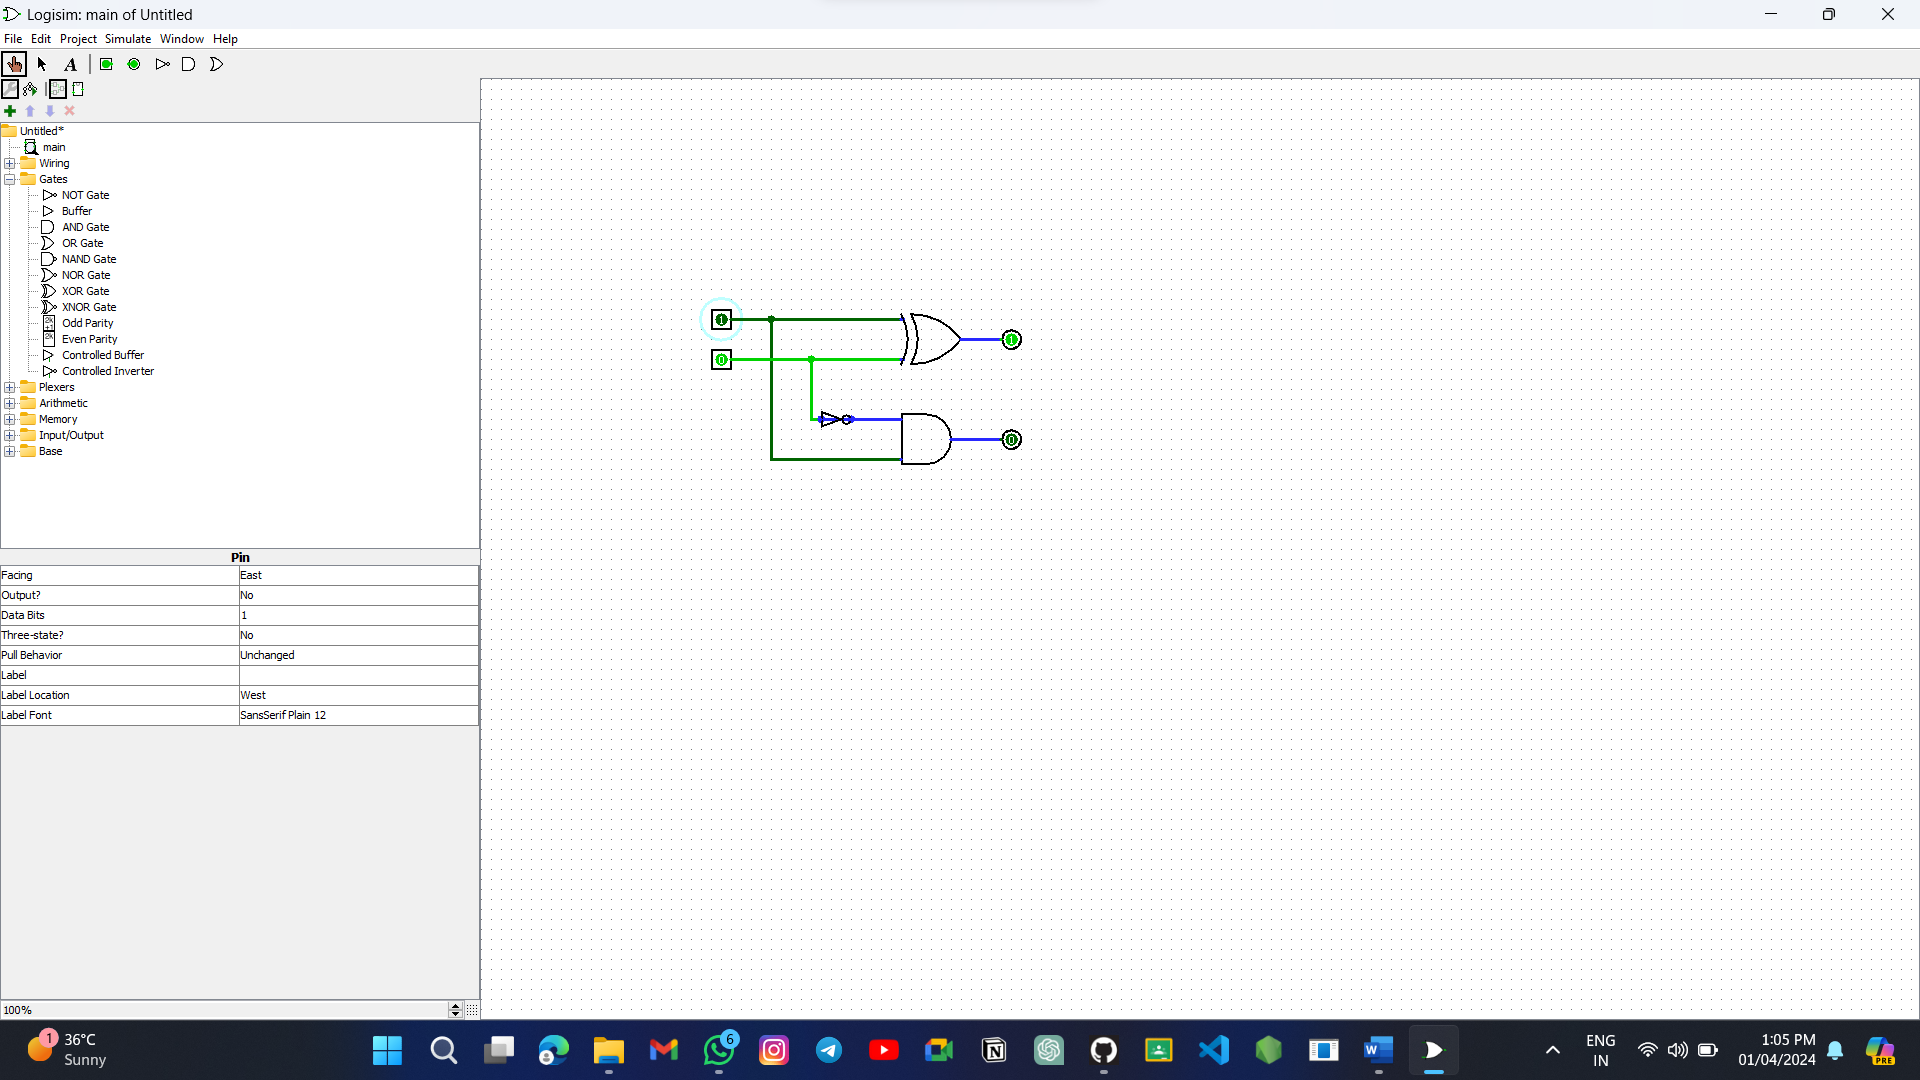 Logisim: main of Untitled
File Edit Project Simulate Window Help
A
Untitled*
main
Wiring
Gates
NOT Gate
Buffer
AND Gate
OR Gate
NAND Gate
NOR Gate
XOR Gate
XNOR Gate
Odd Parity
Even Parity
Controlled Buffer
Controlled Inverter
Plexers
Arithmetic
Memory
Input/Output
Base
1
0
1
0
Pin
Facing East
Output? No
Data Bits 1
Three-state? No
Pull Behavior Unchanged
Label
Label Location West
Label Font SansSerif Plain 12
100%
1
36°C
Sunny
6
W
ENG
IN
1:05 PM
01/04/2024
PRE